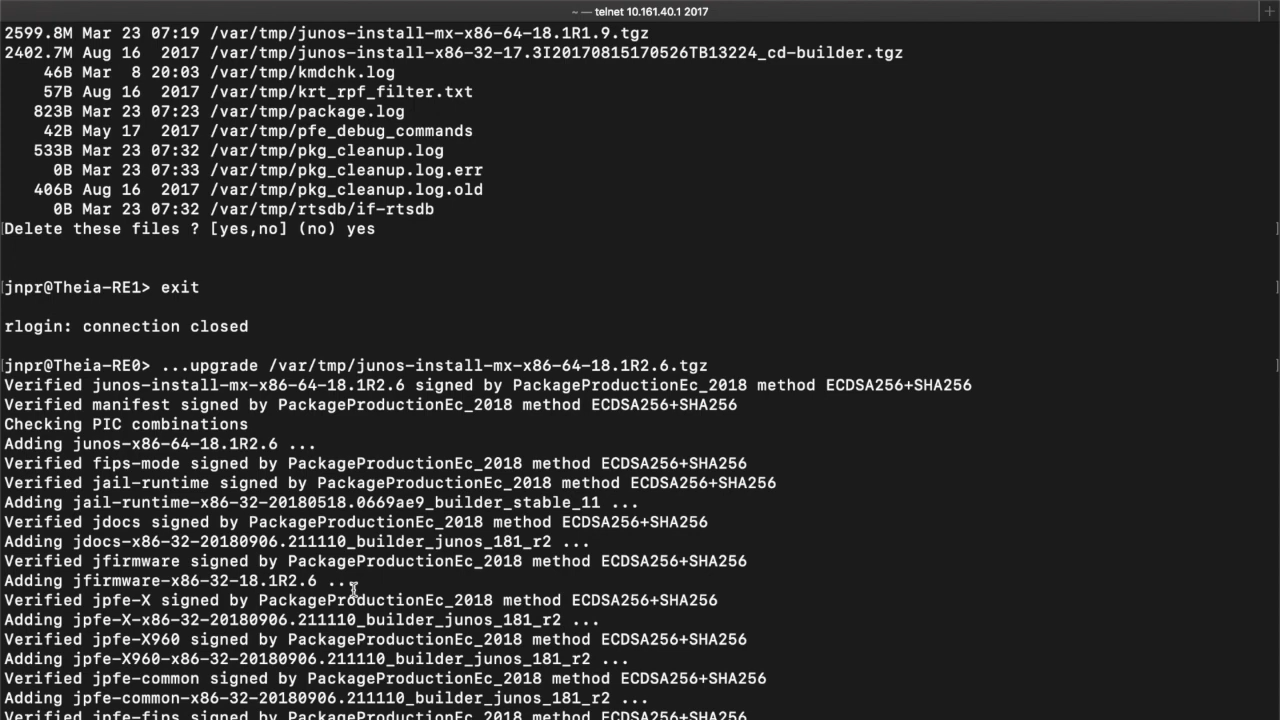 ~ — telnet 10.161.40.1 2017
2599.8M Mar 23 07:19 /var/tmp/junos-install-mx-x86-64-18.1R1.9.tgz
2402.7M Aug 16  2017 /var/tmp/junos-install-x86-32-17.3I20170815170526TB13224_cd-builder.tgz
46B Mar  8 20:03 /var/tmp/kmdchk.log
57B Aug 16  2017 /var/tmp/krt_rpf_filter.txt
823B Mar 23 07:23 /var/tmp/package.log
42B May 17  2017 /var/tmp/pfe_debug_commands
533B Mar 23 07:32 /var/tmp/pkg_cleanup.log
0B Mar 23 07:33 /var/tmp/pkg_cleanup.log.err
406B Aug 16  2017 /var/tmp/pkg_cleanup.log.old
0B Mar 23 07:32 /var/tmp/rtsdb/if-rtsdb
[Delete these files ? [yes,no] (no) yes ]
[jnpr@Theia-RE1> exit ]
rlogin: connection closed
[jnpr@Theia-RE0> ...upgrade /var/tmp/junos-install-mx-x86-64-18.1R2.6.tgz ]
Verified junos-install-mx-x86-64-18.1R2.6 signed by PackageProductionEc_2018 method ECDSA256+SHA256
Verified manifest signed by PackageProductionEc_2018 method ECDSA256+SHA256
Checking PIC combinations
Adding junos-x86-64-18.1R2.6 ...
Verified fips-mode signed by PackageProductionEc_2018 method ECDSA256+SHA256
Verified jail-runtime signed by PackageProductionEc_2018 method ECDSA256+SHA256
Adding jail-runtime-x86-32-20180518.0669ae9_builder_stable_11 ...
Verified jdocs signed by PackageProductionEc_2018 method ECDSA256+SHA256
Adding jdocs-x86-32-20180906.211110_builder_junos_181_r2 ...
Verified jfirmware signed by PackageProductionEc_2018 method ECDSA256+SHA256
Adding jfirmware-x86-32-18.1R2.6 ...
Verified jpfe-X signed by PackageProductionEc_2018 method ECDSA256+SHA256
Adding jpfe-X-x86-32-20180906.211110_builder_junos_181_r2 ...
Verified jpfe-X960 signed by PackageProductionEc_2018 method ECDSA256+SHA256
Adding jpfe-X960-x86-32-20180906.211110_builder_junos_181_r2 ...
Verified jpfe-common signed by PackageProductionEc_2018 method ECDSA256+SHA256
Adding jpfe-common-x86-32-20180906.211110_builder_junos_181_r2 ...
Verified jpfe-fips signed by PackageProductionEc_2018 method ECDSA256+SHA256